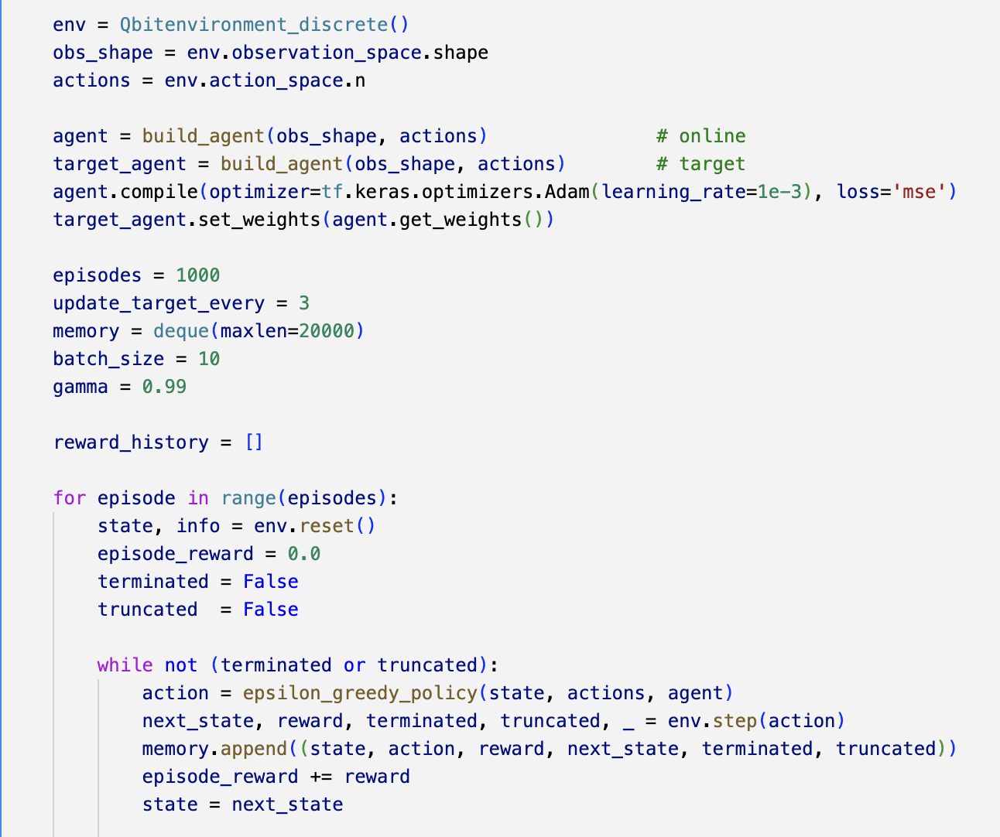 env = Qbitenvironment_discrete()
obs_shape = env.observation_space.shape
actions = env.action_space.n
agent = build_agent(obs_shape, actions)               # online
target_agent = build_agent(obs_shape, actions)        # target
agent.compile(optimizer=tf.keras.optimizers.Adam(learning_rate=1e-3), loss='mse')
target_agent.set_weights(agent.get_weights())
episodes = 1000
update_target_every = 3
memory = deque(maxlen=20000)
batch_size = 10
gamma = 0.99
reward_history = []
for episode in range(episodes):
    state, info = env.reset()
    episode_reward = 0.0
    terminated = False
    truncated  = False
    while not (terminated or truncated):
        action = epsilon_greedy_policy(state, actions, agent)
        next_state, reward, terminated, truncated, _ = env.step(action)
        memory.append((state, action, reward, next_state, terminated, truncated))
        episode_reward += reward
        state = next_state